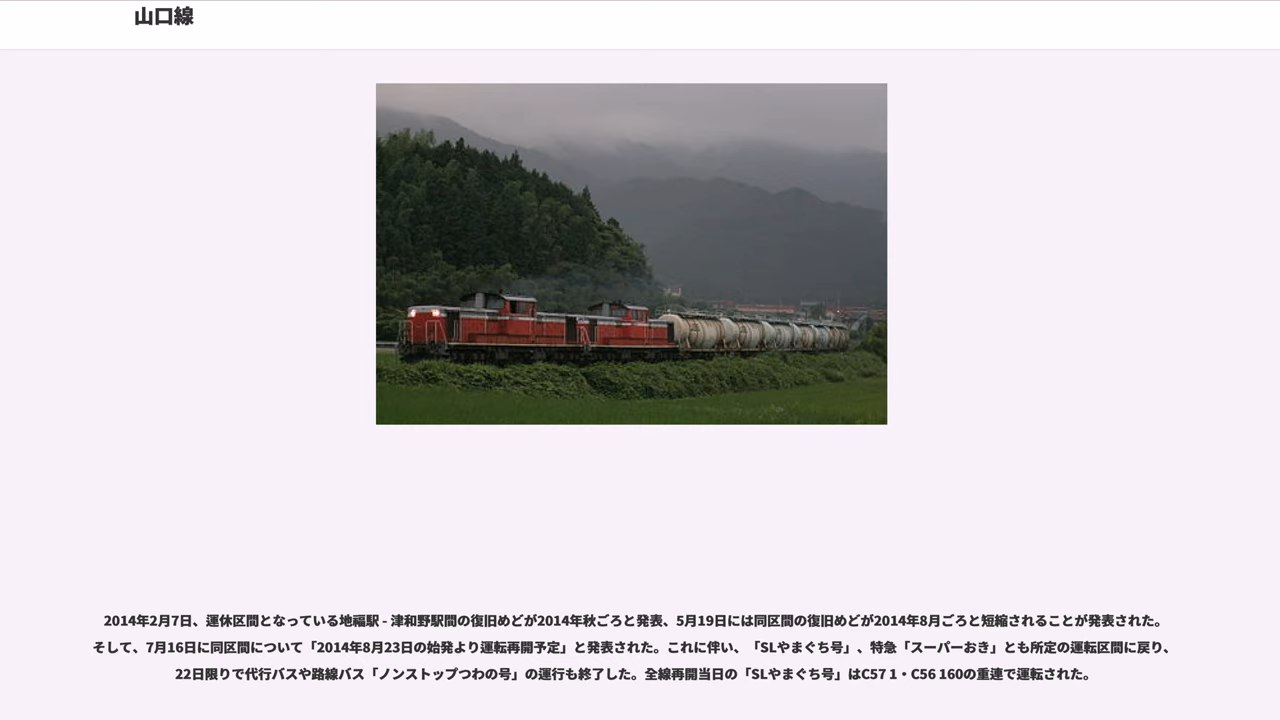 山口線
2014年2月7日、運休区間となっている地福駅 - 津和野駅間の復旧めどが2014年秋ごろと発表、5月19日には同区間の復旧めどが2014年8月ごろと短縮されることが発表された。
そして、7月16日に同区間について「2014年8月23日の始発より運転再開予定」と発表された。これに伴い、「SLやまぐち号」、特急「スーパーおき」とも所定の運転区間に戻り、
22日限りで代行バスや路線バス「ノンストップつわの号」の運行も終了した。全線再開当日の「SLやまぐち号」はC57 1・C56 160の重連で運転された。